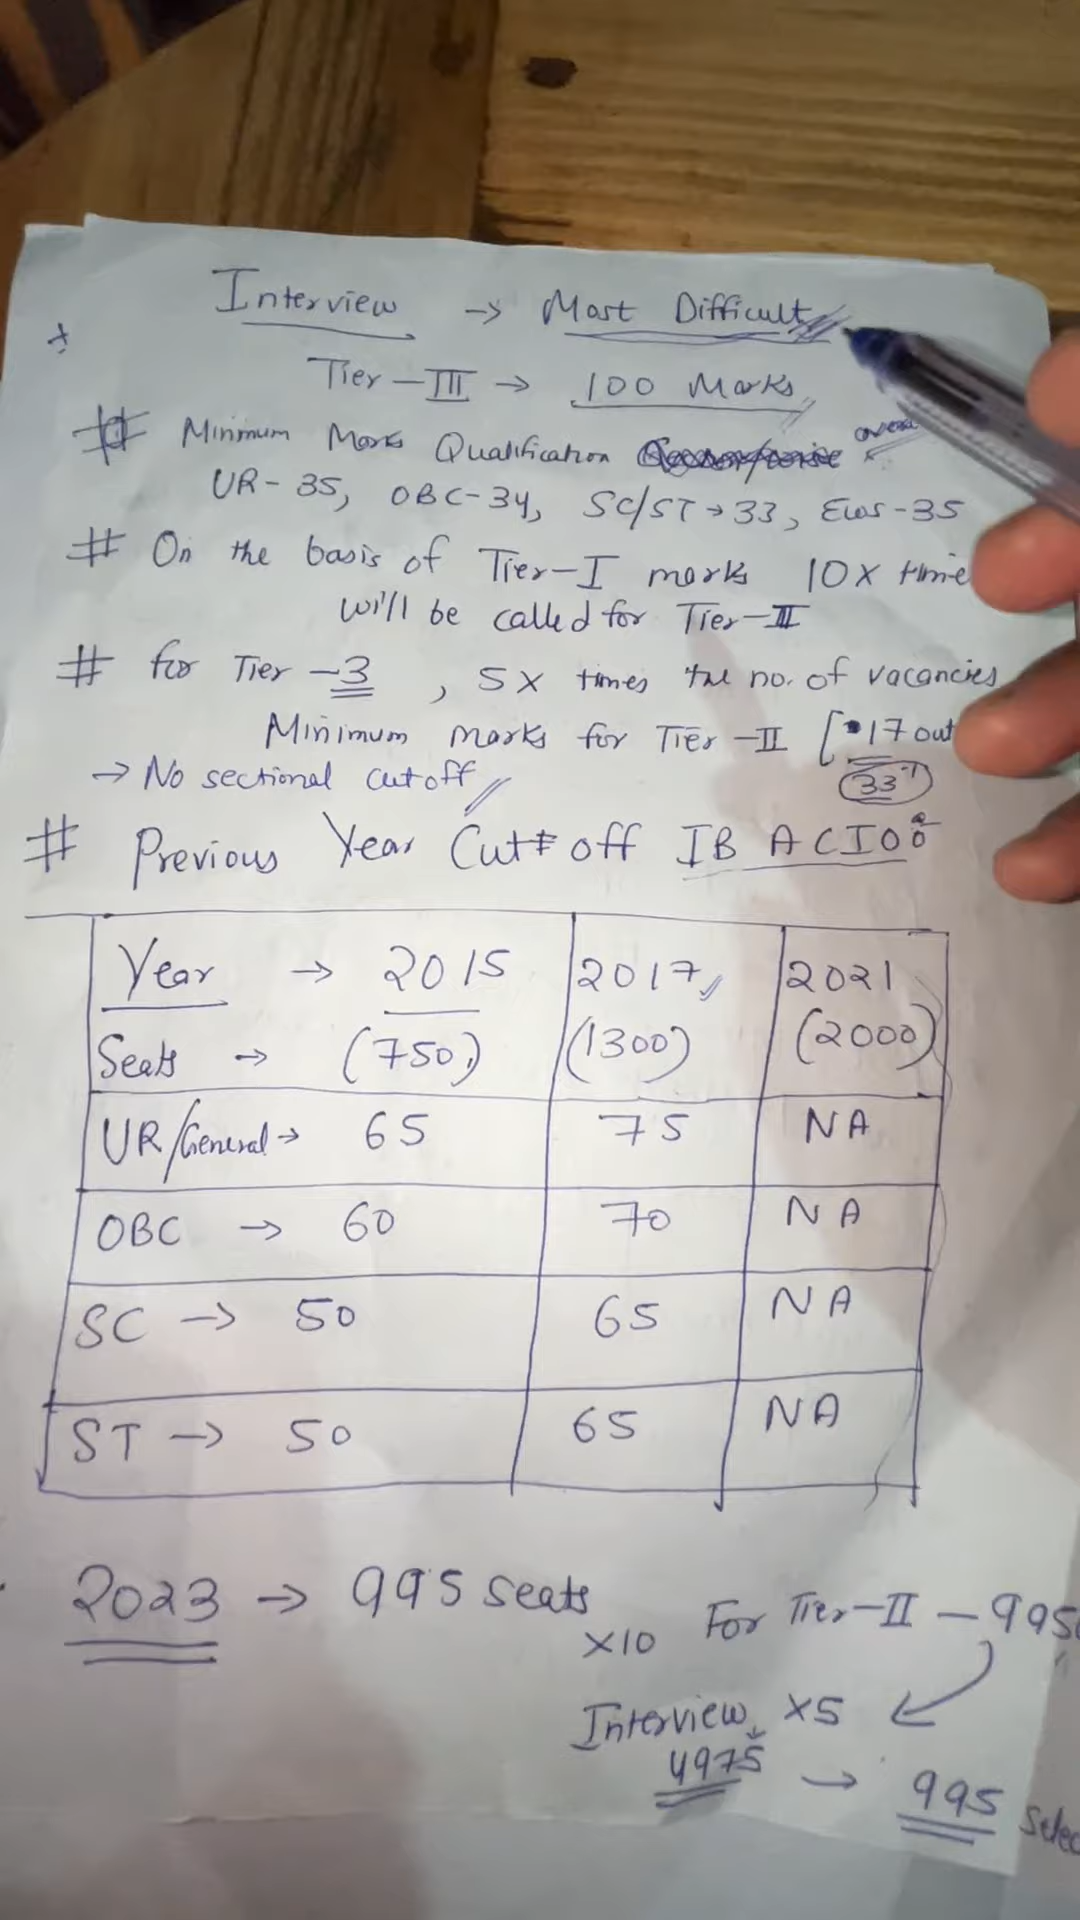 Interview → Most Difficult
Tier - III → 100 Marks
# Minimum Marks Qualification
UR - 35, OBC - 34, SC/ST → 33, EWS - 35
# On the basis of Tier - I marks 10X time
will be called for Tier - II
# for Tier - 3 , 5X times the no. of vacancies
Minimum marks for Tier - II [ 17 out
→ No sectional cutoff 33
# Previous Year Cut off IB ACIO
Year → 2015 2017 2021
Seats → (750) (1300) (2000)
UR/General → 65 75 NA
OBC → 60 70 NA
SC → 50 65 NA
ST → 50 65 NA
2023 → 995 Seats
X10 For Tier - II - 995
Interview X5
4975 → 995 Selec